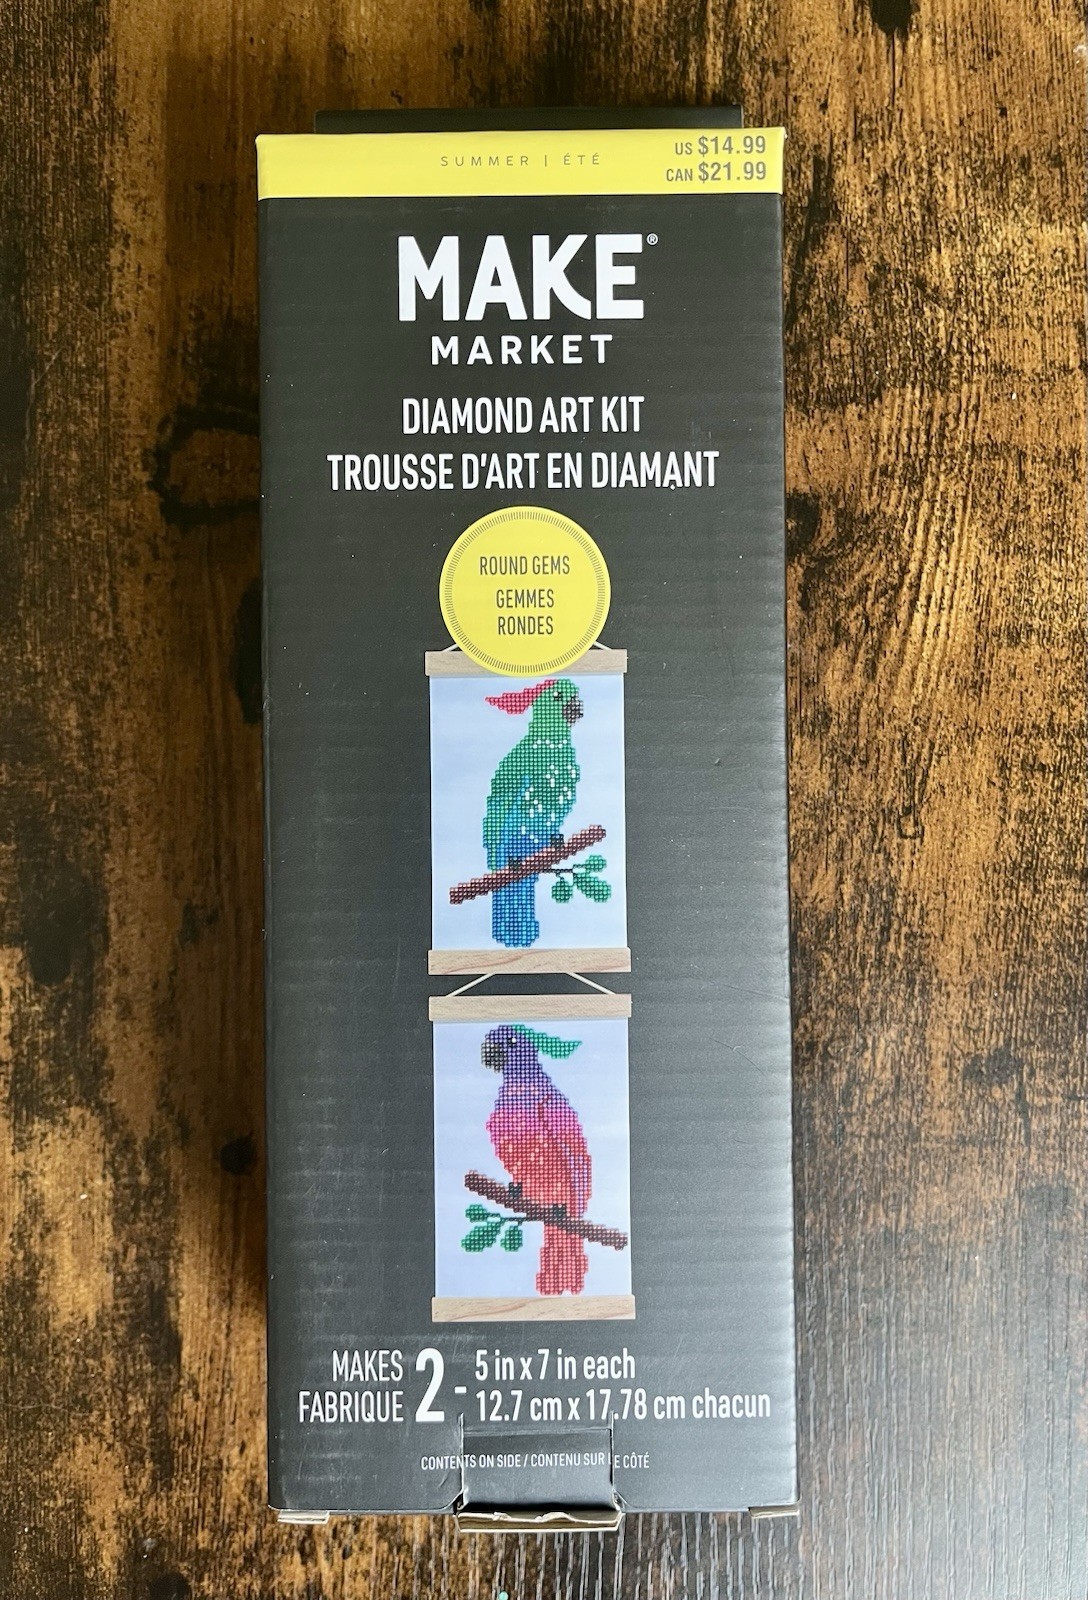 SUMMER | ÉTÉ
US $14.99
CAN $21.99
MAKE®
MARKET
DIAMOND ART KIT
TROUSSE D'ART EN DIAMANT
ROUND GEMS
GEMMES
RONDES
MAKES
FABRIQUE
2 -
5 in x 7 in each
12.7 cm x 17.78 cm chacun
CONTENTS ON SIDE / CONTENU SUR LE CÔTÉ